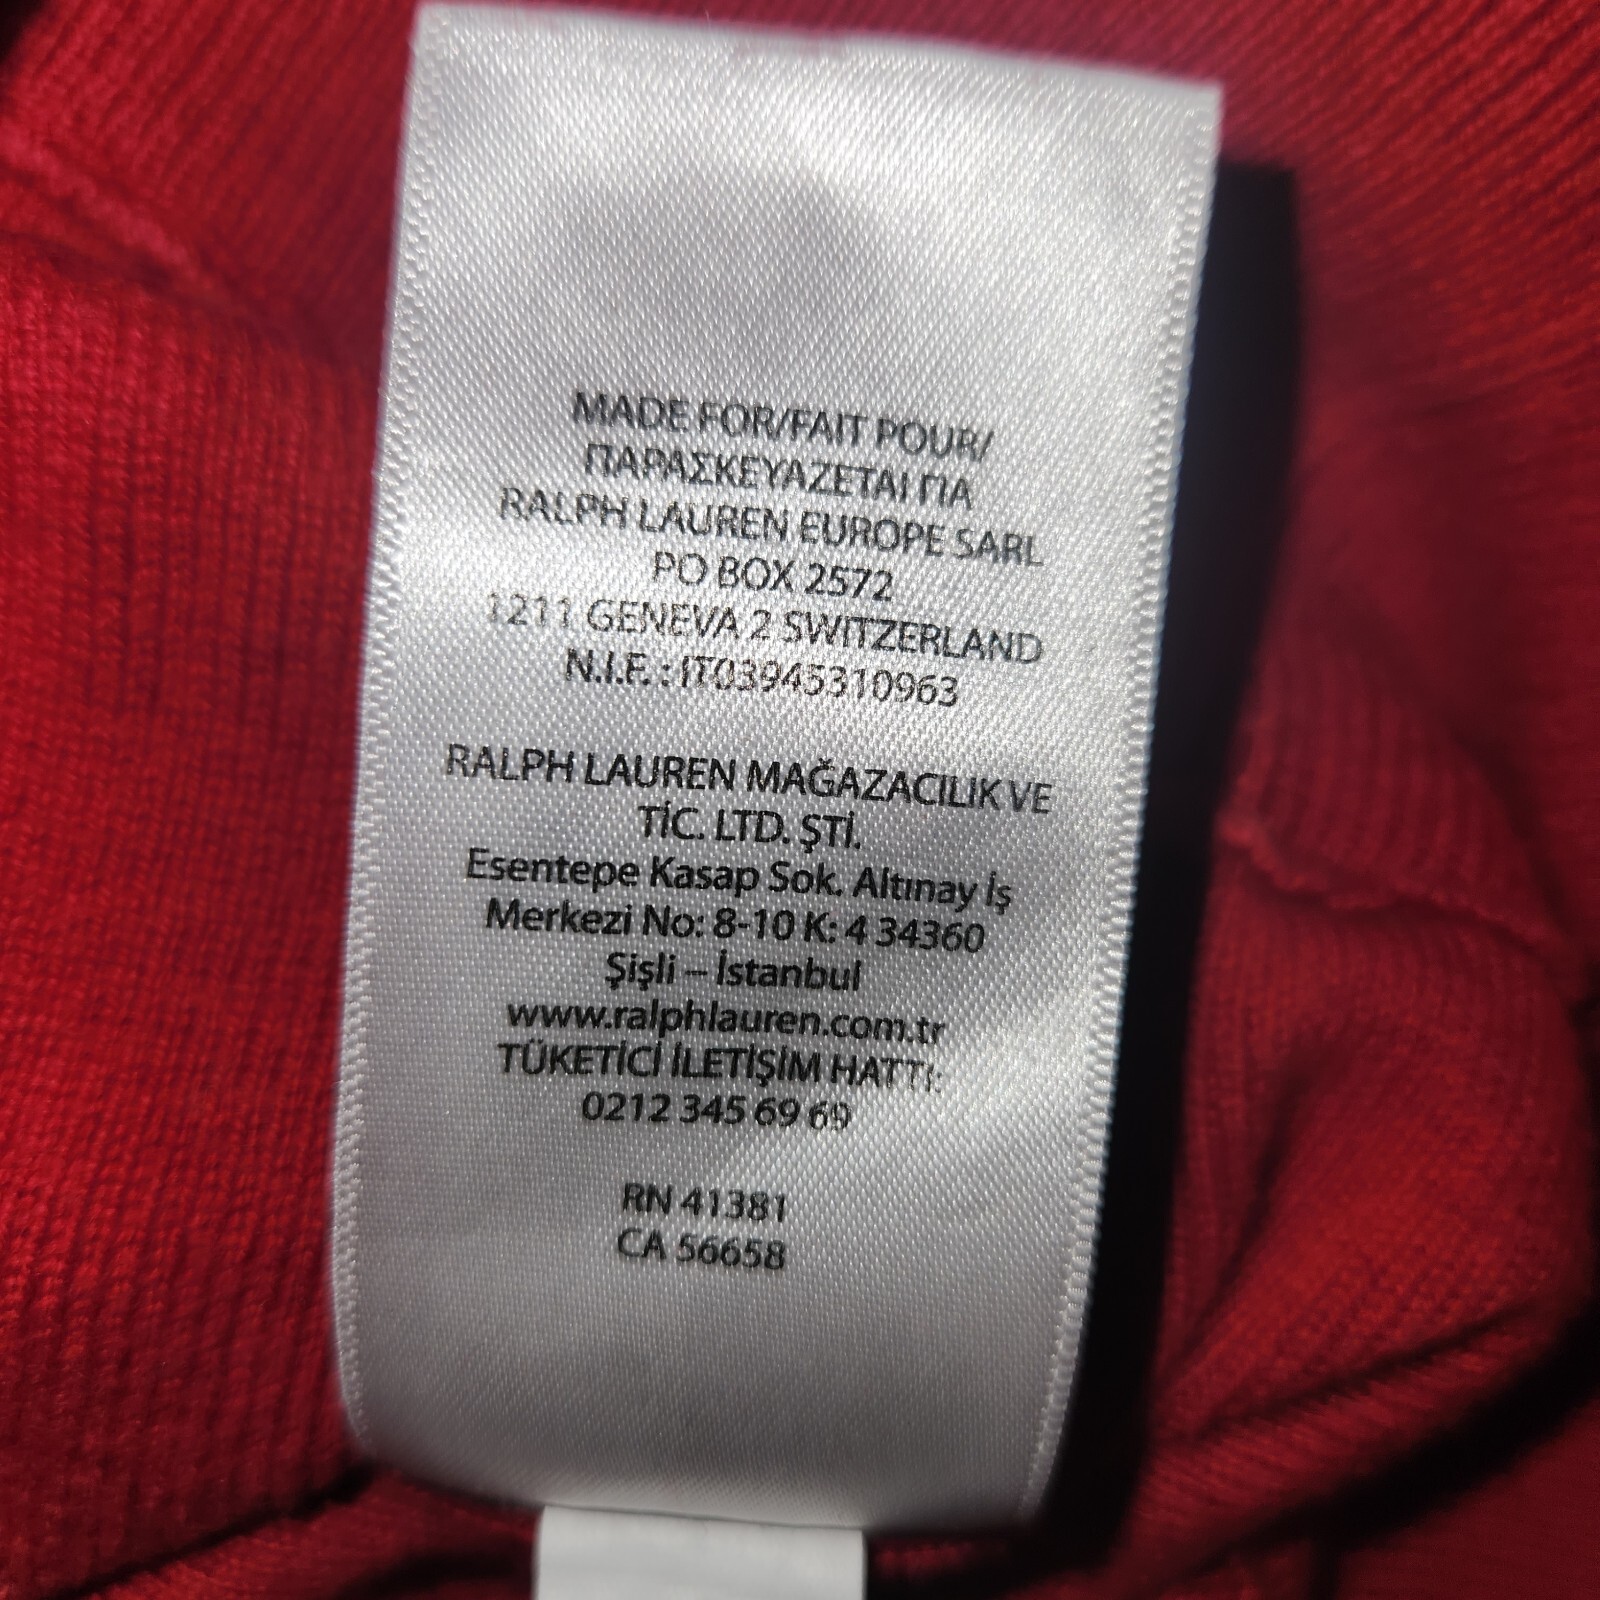 MADE FOR/FAIT POUR/
ΠΑΡΑΣΚΕΥΑΖΕΤΑΙ ΓΙΑ
RALPH LAUREN EUROPE SARL
PO BOX 2572
1211 GENEVA 2 SWITZERLAND
N.I.F. : IT03945310963
RALPH LAUREN MAĞAZACILIK VE
TİC. LTD. ŞTİ.
Esentepe Kasap Sok. Altınay İş
Merkezi No: 8-10 K: 4 34360
Şişli – İstanbul
www.ralphlauren.com.tr
TÜKETİCİ İLETİŞİM HATTI:
0212 345 69 69
RN 41381
CA 56658